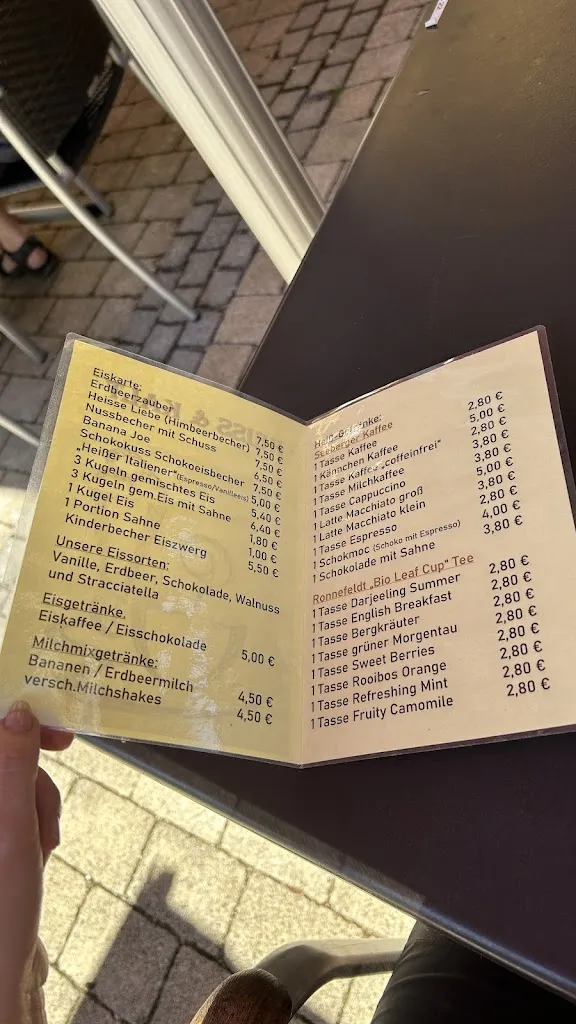 Eiskarte:
Erdbeerzauber 7,50 €
Heisse Liebe (Himbeerbecher) 7,50 €
Nussbecher mit Schuss 7,50 €
Banana Joe 6,50 €
Schokokuss Schokoeisbecher 7,50 €
„Heißer Italiener"(Espresso/Vanilleeis) 5,00 €
3 Kugeln gemischtes Eis 5,40 €
3 Kugeln gem.Eis mit Sahne 6,40 €
1 Kugel Eis 1,80 €
1 Portion Sahne 1,00 €
Kinderbecher Eiszwerg 5,50 €
Unsere Eissorten:
Vanille, Erdbeer, Schokolade, Walnuss
und Stracciatella
Eisgetränke.
Eiskaffee / Eisschokolade 5,00 €
Milchmixgetränke:
Bananen / Erdbeermilch 4,50 €
versch.Milchshakes 4,50 €
Heißgetränke:
Seeberger Kaffee
1 Tasse Kaffee 2,80 €
1 Kännchen Kaffee 5,00 €
1 Tasse Kaffee „coffeinfrei" 2,80 €
1 Tasse Milchkaffee 3,80 €
1 Tasse Cappuccino 3,80 €
1 Latte Macchiato groß 5,00 €
1 Latte Macchiato klein 3,80 €
1 Tasse Espresso 2,80 €
1 Schokmoc (Schoko mit Espresso) 4,00 €
1 Schokolade mit Sahne 3,80 €
Ronnefeldt „Bio Leaf Cup" Tee
1 Tasse Darjeeling Summer 2,80 €
1 Tasse English Breakfast 2,80 €
1 Tasse Bergkräuter 2,80 €
1 Tasse grüner Morgentau 2,80 €
1 Tasse Sweet Berries 2,80 €
1 Tasse Rooibos Orange 2,80 €
1 Tasse Refreshing Mint 2,80 €
1 Tasse Fruity Camomile 2,80 €